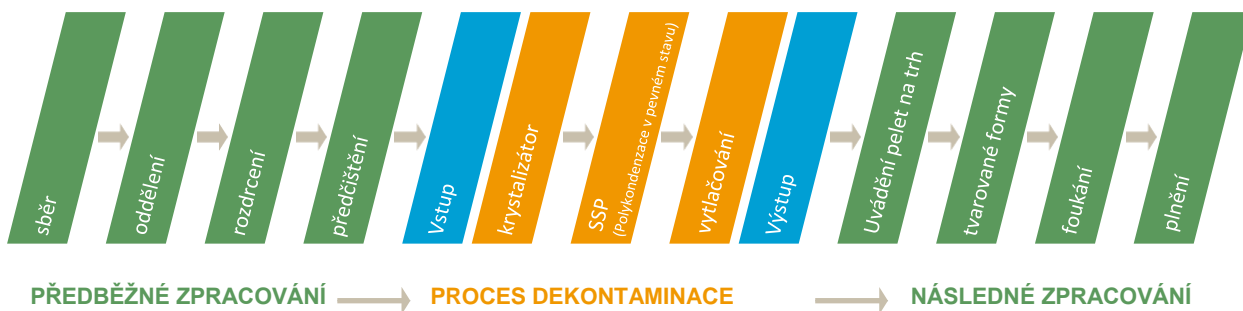 sběr
oddělení
rozdrcení
předčištění
Vstup
krystalizátor
SSP
(Polykondenzace v pevném stavu)
vytlačování
Výstup
Uvádění pelet na trh
tvarované formy
foukání
plnění
PŘEDBĚŽNÉ ZPRACOVÁNÍ
PROCES DEKONTAMINACE
NÁSLEDNÉ ZPRACOVÁNÍ